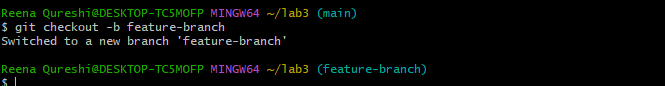 Reena Qureshi@DESKTOP-TC5MOFP MINGW64 ~/lab3 (main)
$ git checkout -b feature-branch
Switched to a new branch 'feature-branch'
Reena Qureshi@DESKTOP-TC5MOFP MINGW64 ~/lab3 (feature-branch)
$